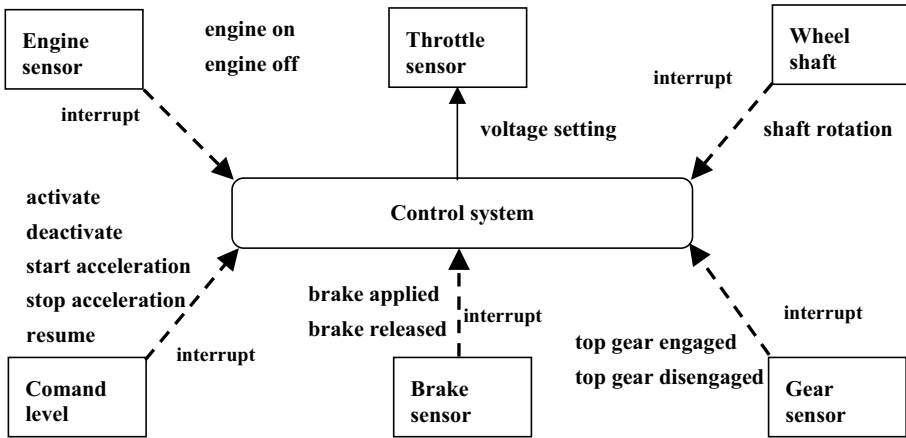 Engine
sensor
engine on
engine off
Throttle
sensor
Wheel
shaft
interrupt
interrupt
voltage setting
shaft rotation
Control system
activate
deactivate
start acceleration
stop acceleration
resume
interrupt
brake applied
brake released
interrupt
interrupt
top gear engaged
top gear disengaged
Comand
level
Brake
sensor
Gear
sensor